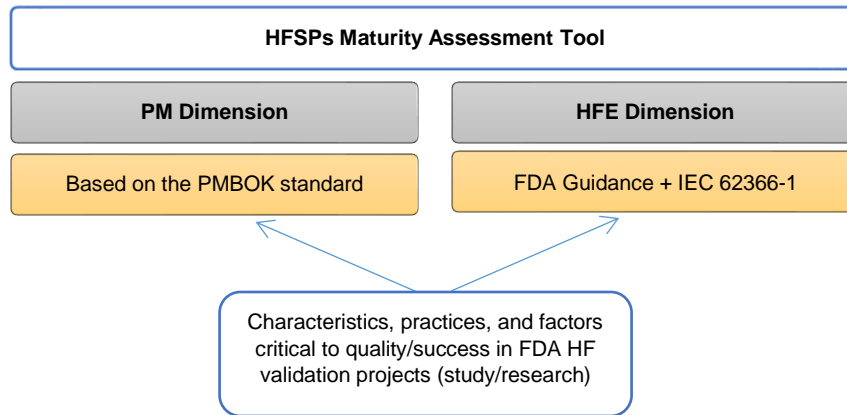 HFSPs Maturity Assessment Tool
PM Dimension
HFE Dimension
Based on the PMBOK standard
FDA Guidance + IEC 62366-1
Characteristics, practices, and factors
critical to quality/success in FDA HF
validation projects (study/research)